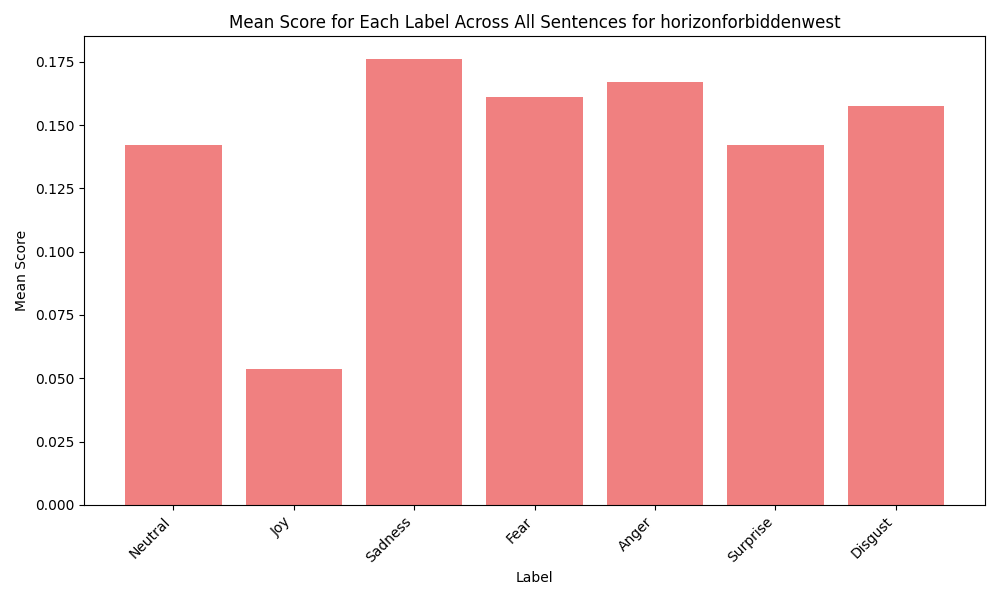 Mean Score for Each Label Across All Sentences for horizonforbiddenwest
Mean Score
0.175
0.150
0.125
0.100
0.075
0.050
0.025
0.000
Neutral
Joy
Sadness
Fear
Anger
Surprise
Disgust
Label